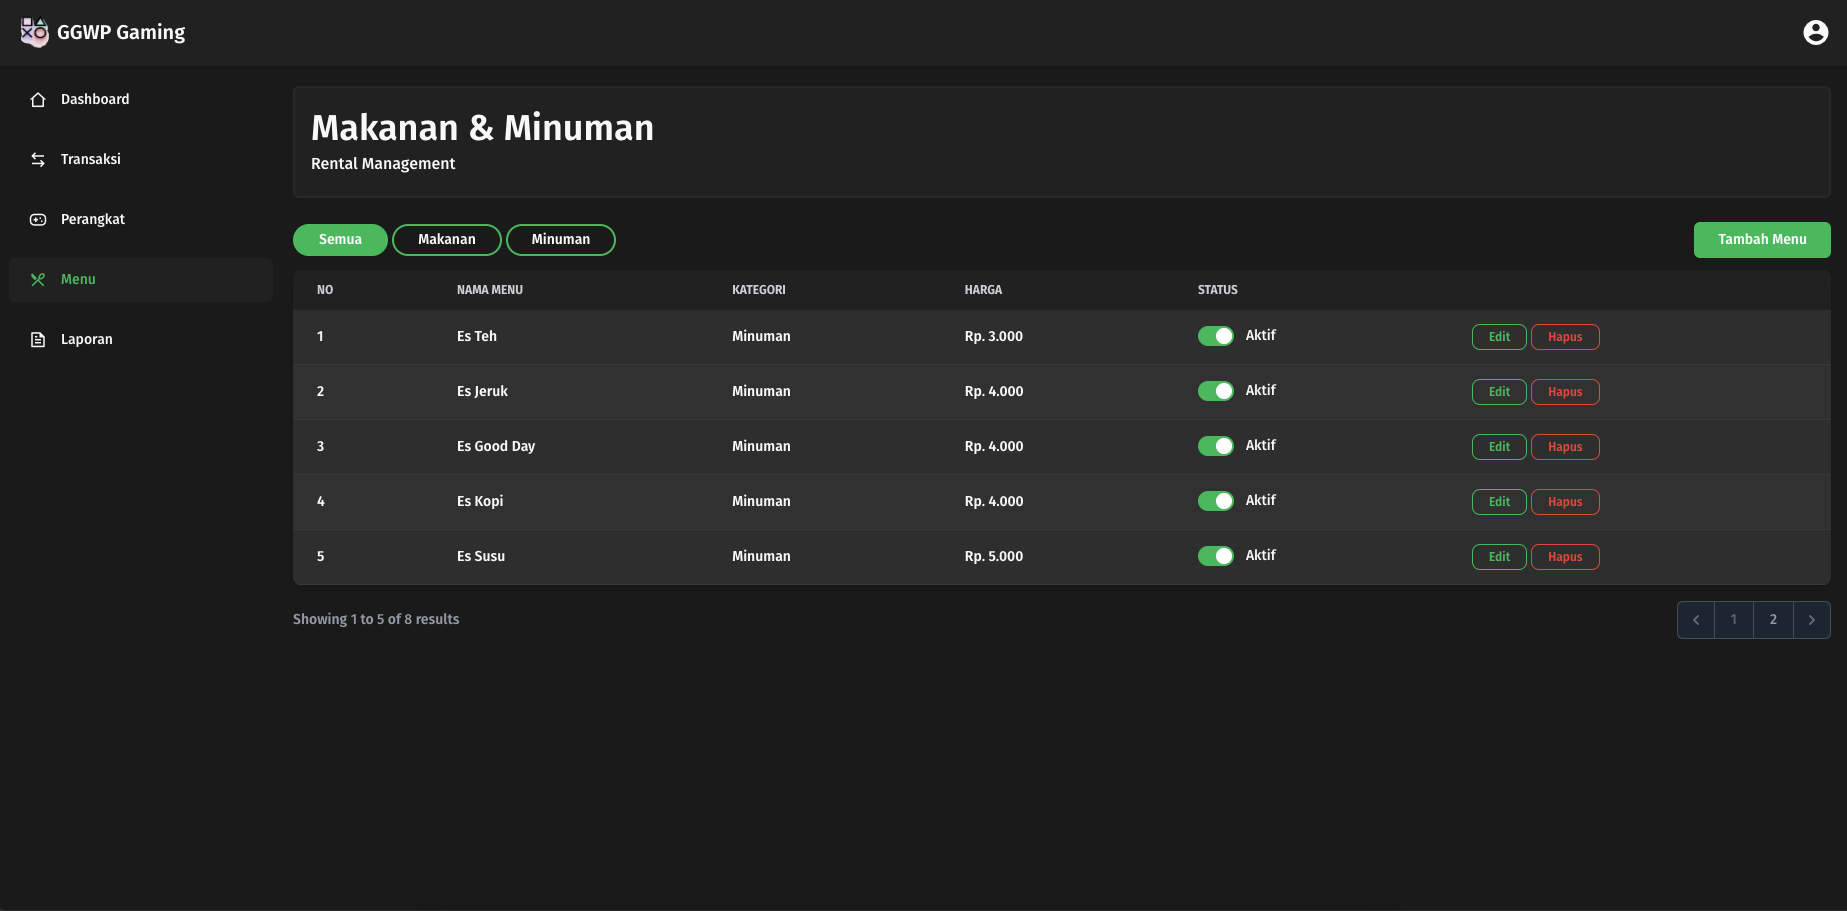 GGWP Gaming
Dashboard
Transaksi
Perangkat
Menu
Laporan
Makanan & Minuman
Rental Management
Semua Makanan Minuman Tambah Menu
NO NAMA MENU KATEGORI HARGA STATUS
1 Es Teh Minuman Rp. 3.000 Aktif Edit Hapus
2 Es Jeruk Minuman Rp. 4.000 Aktif Edit Hapus
3 Es Good Day Minuman Rp. 4.000 Aktif Edit Hapus
4 Es Kopi Minuman Rp. 4.000 Aktif Edit Hapus
5 Es Susu Minuman Rp. 5.000 Aktif Edit Hapus
Showing 1 to 5 of 8 results 1 2